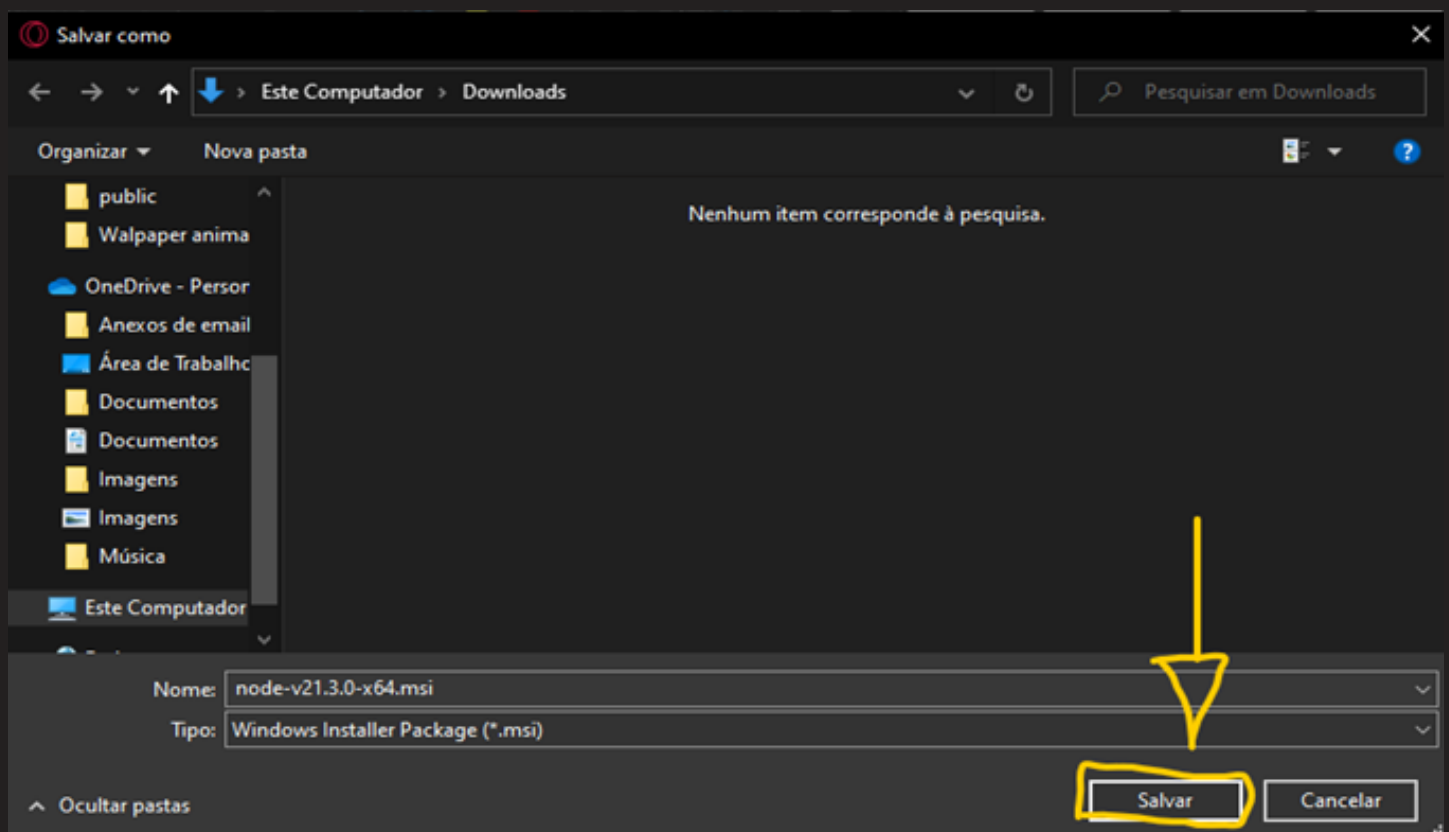 Salvar como
Este Computador > Downloads
Pesquisar em Downloads
Organizar
Nova pasta
public
Walpaper anima
OneDrive - Person
Anexos de email
Área de Trabalho
Documentos
Documentos
Imagens
Imagens
Música
Este Computador
Nenhum item corresponde à pesquisa.
Nome: node-v21.3.0-x64.msi
Tipo: Windows Installer Package (*.msi)
Ocultar pastas
Salvar
Cancelar